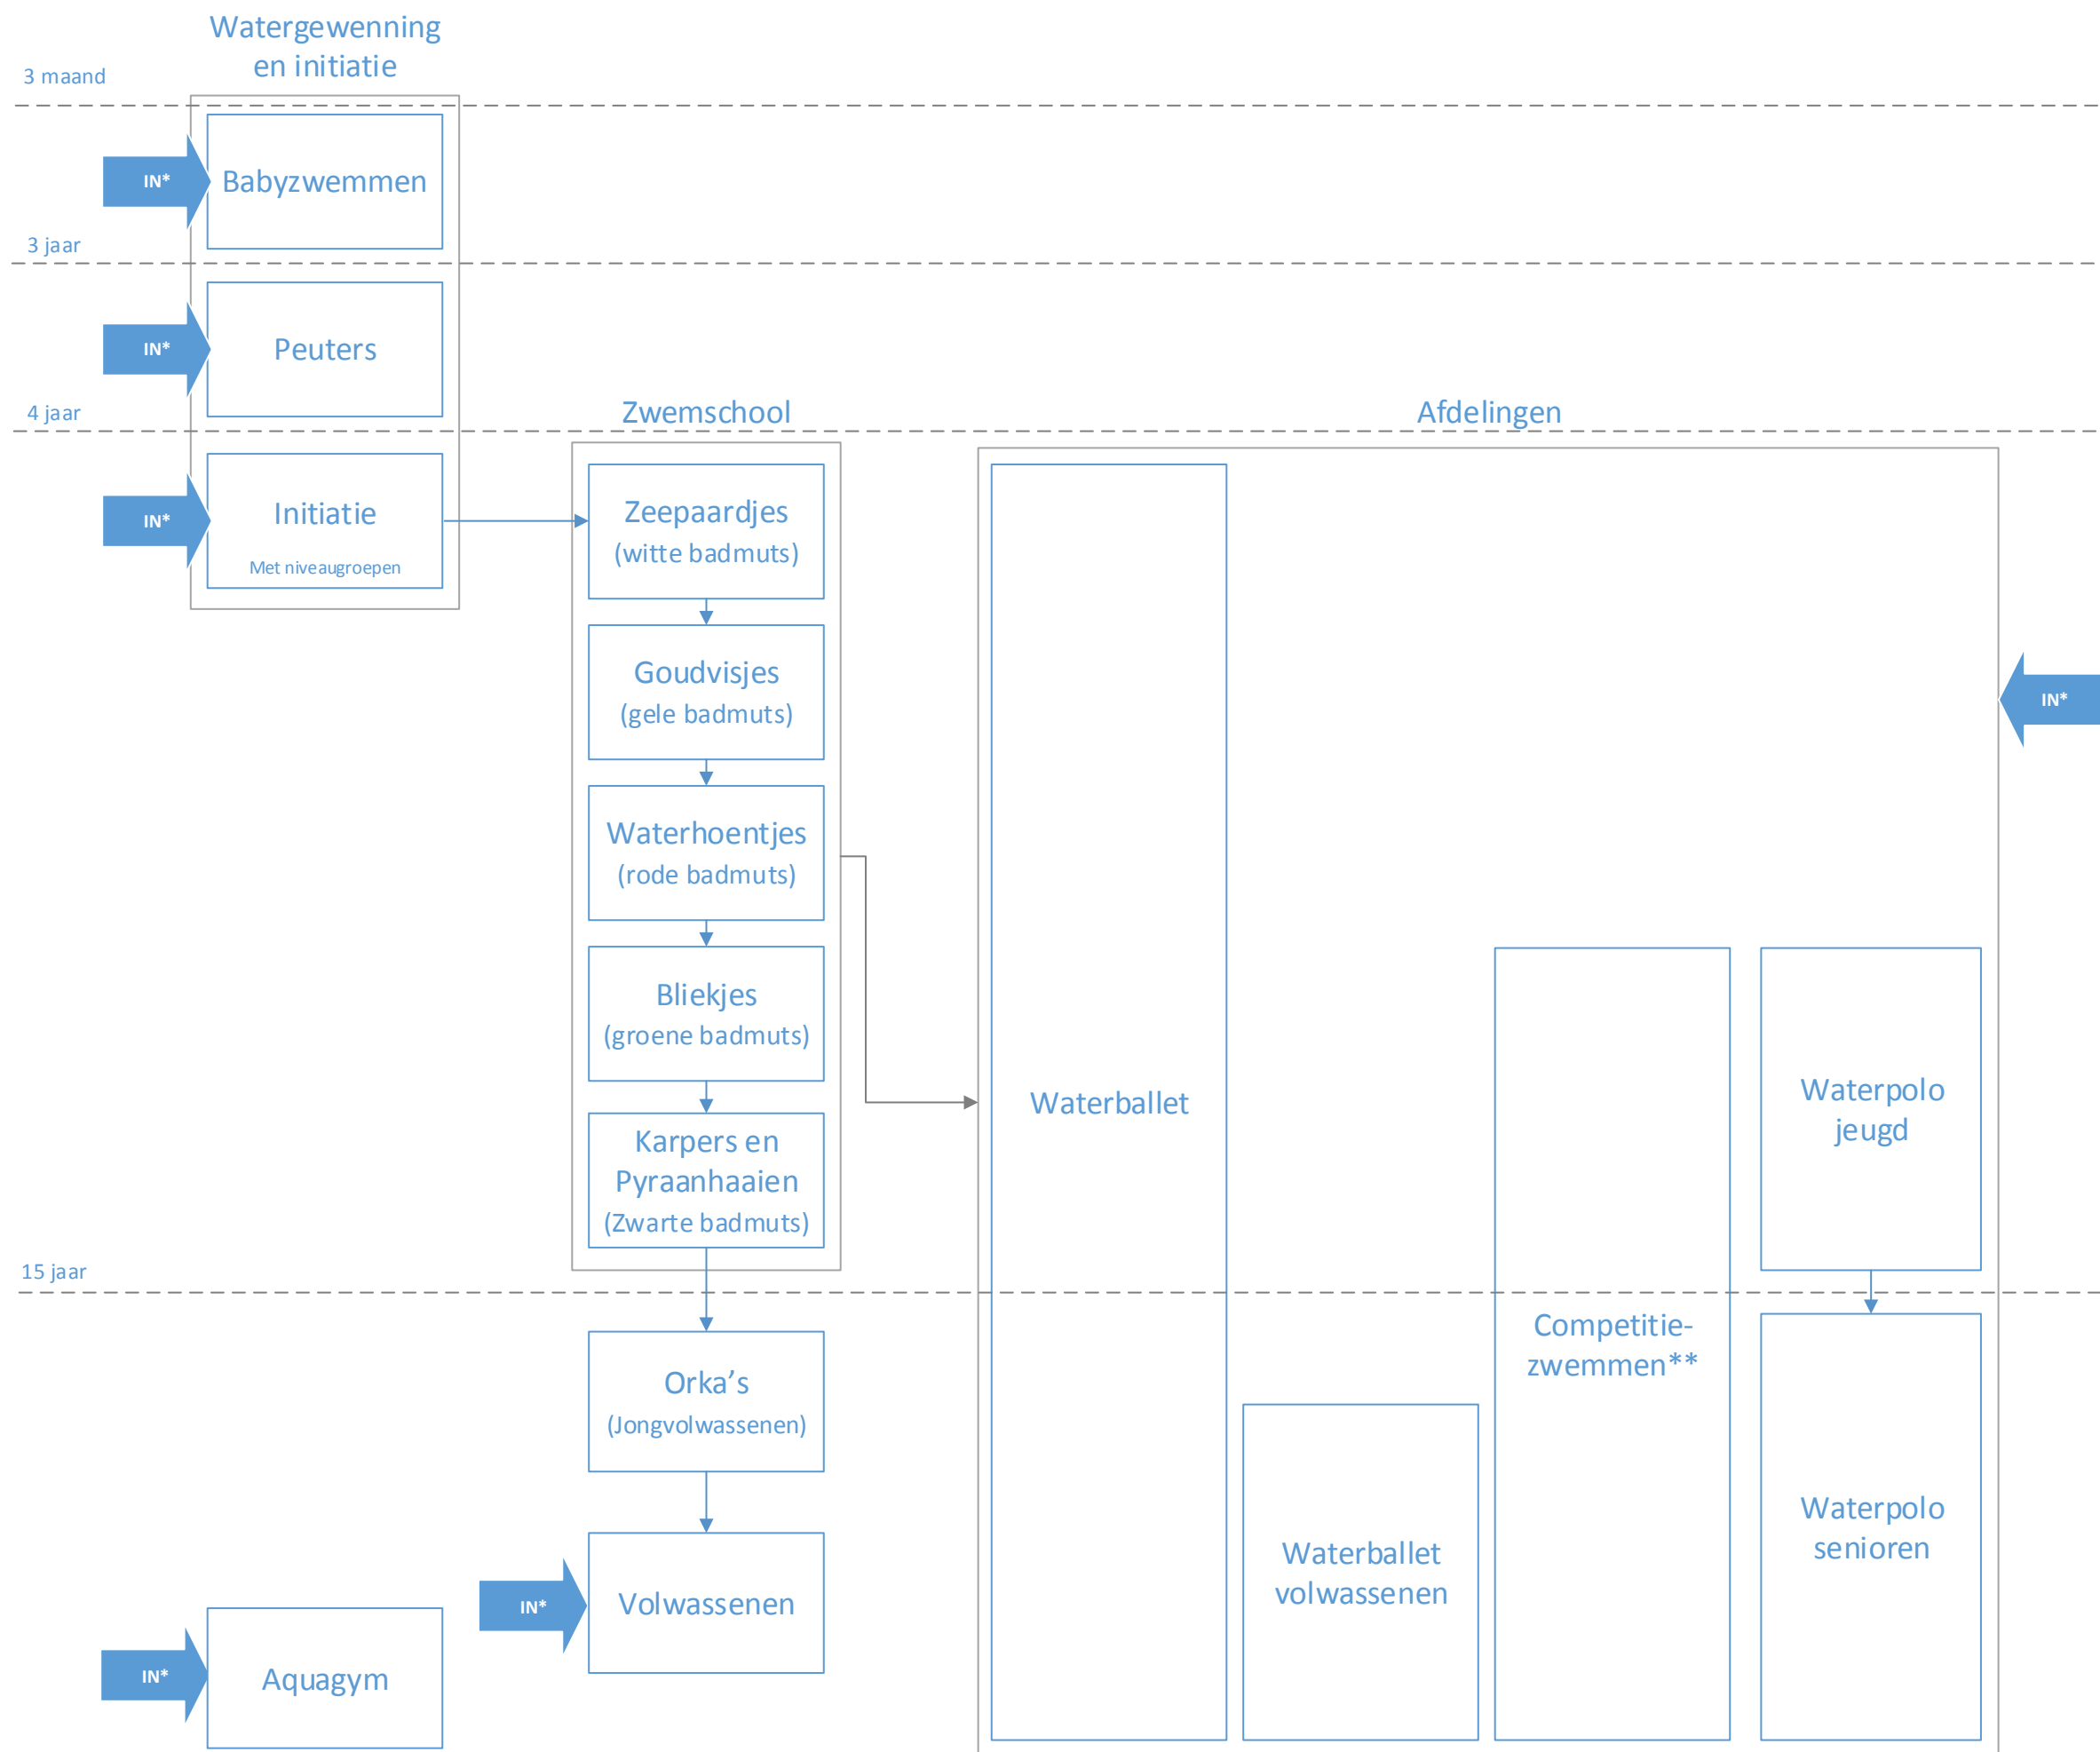 Watergewenning
en initiatie
3 maand
IN*
Babyzwemmen
3 jaar
IN*
Peuters
4 jaar
Zwemschool
Afdelingen
IN*
Initiatie
Met niveaugroepen
Zeepaardjes
(witte badmuts)
Goudvisjes
(gele badmuts)
IN*
Waterhoentjes
(rode badmuts)
Bliekjes
(groene badmuts)
Waterballet
Waterpolo
jeugd
Karpers en
Pyraanhaaien
(Zwarte badmuts)
15 jaar
Competitie-
zwemmen**
Orka’s
(Jongvolwassenen)
Waterpolo
senioren
Waterballet
volwassenen
IN*
Volwassenen
IN*
Aquagym